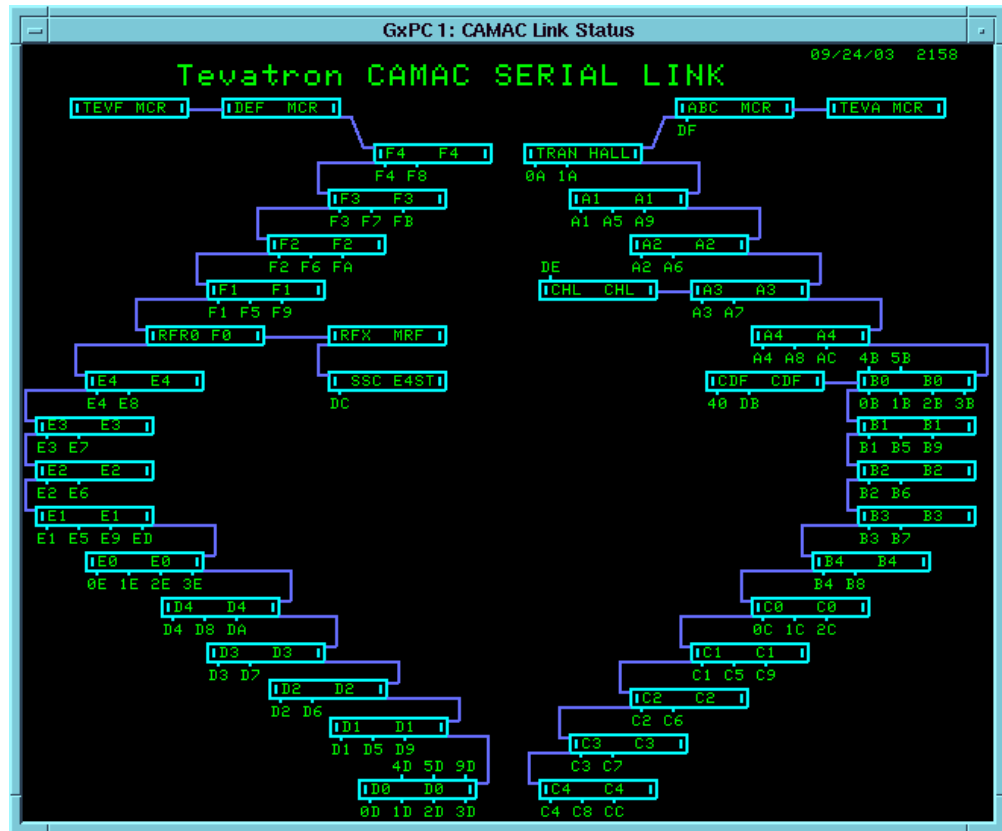 GxPC 1: CAMAC Link Status
09/24/03 2158
Tevatron CAMAC SERIAL LINK
TEVF MCR DEF MCR ABC MCR TEVA MCR
DF
F4 F4 TRAN HALL
F4 F8 0A 1A
F3 F3 A1 A1
F3 F7 FB A1 A5 A9
F2 F2 A2 A2
F2 F6 FA DE A2 A6
F1 F1 CHL CHL A3 A3
F1 F5 F9 A3 A7
RFR0 F0 RFX MRF A4 A4
A4 A8 AC 4B 5B
E4 E4 SSC E4ST CDF CDF B0 B0
E4 E8 DC 40 DB 0B 1B 2B 3B
E3 E3 B1 B1
E3 E7 B1 B5 B9
E2 E2 B2 B2
E2 E6 B2 B6
E1 E1 B3 B3
E1 E5 E9 ED B3 B7
E0 E0 B4 B4
0E 1E 2E 3E B4 B8
D4 D4 C0 C0
D4 D8 DA 0C 1C 2C
D3 D3 C1 C1
D3 D7 C1 C5 C9
D2 D2 C2 C2
D2 D6 C2 C6
D1 D1 C3 C3
D1 D5 D9 C3 C7
4D 5D 9D
D0 D0 C4 C4
0D 1D 2D 3D C4 C8 CC